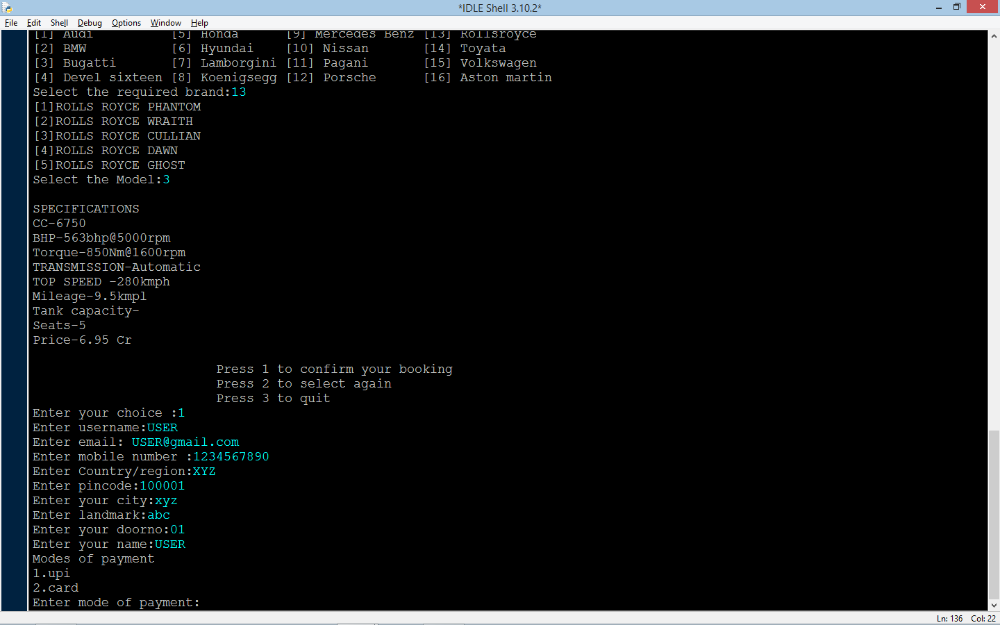 *IDLE Shell 3.10.2*
File Edit Shell Debug Options Window Help
[1] Audi [5] Honda [9] Mercedes Benz [13] Rollsroyce
[2] BMW [6] Hyundai [10] Nissan [14] Toyata
[3] Bugatti [7] Lamborgini [11] Pagani [15] Volkswagen
[4] Devel sixteen [8] Koenigsegg [12] Porsche [16] Aston martin
Select the required brand:13
[1]ROLLS ROYCE PHANTOM
[2]ROLLS ROYCE WRAITH
[3]ROLLS ROYCE CULLIAN
[4]ROLLS ROYCE DAWN
[5]ROLLS ROYCE GHOST
Select the Model:3
SPECIFICATIONS
CC-6750
BHP-563bhp@5000rpm
Torque-850Nm@1600rpm
TRANSMISSION-Automatic
TOP SPEED -280kmph
Mileage-9.5kmpl
Tank capacity-
Seats-5
Price-6.95 Cr
Press 1 to confirm your booking
Press 2 to select again
Press 3 to quit
Enter your choice :1
Enter username:USER
Enter email: USER@gmail.com
Enter mobile number :1234567890
Enter Country/region:XYZ
Enter pincode:100001
Enter your city:xyz
Enter landmark:abc
Enter your doorno:01
Enter your name:USER
Modes of payment
1.upi
2.card
Enter mode of payment:
Ln: 136 Col: 22